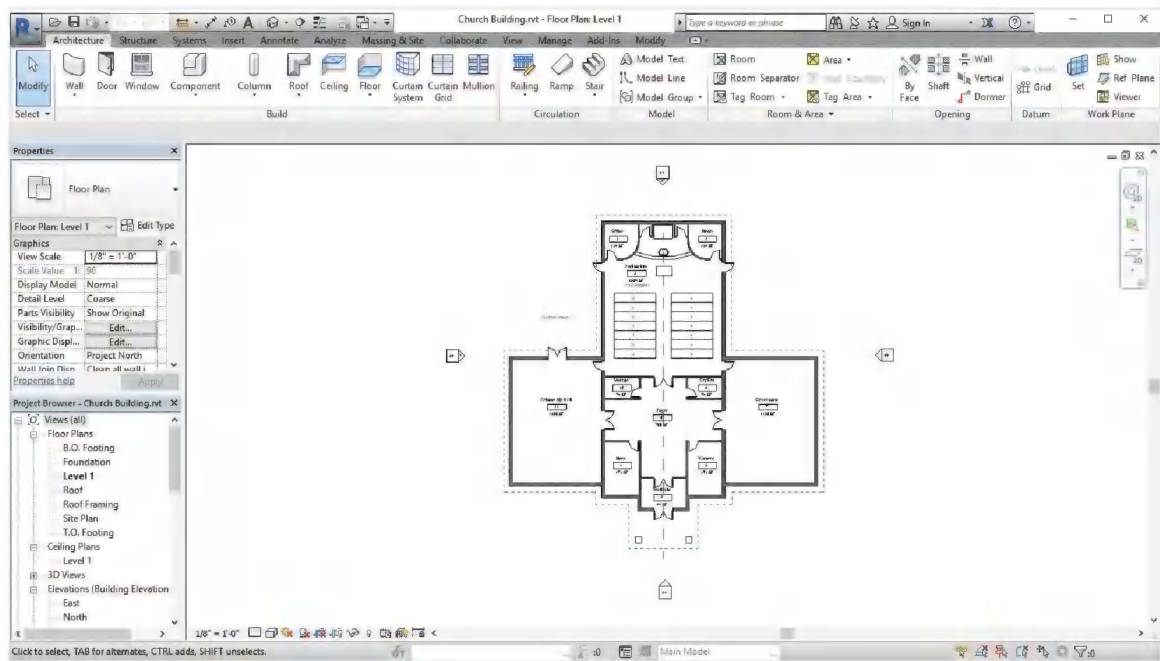 Church Building.rvt - Floor Plan: Level 1
Type a keyword or phrase
Sign In
Architecture Structure Systems Insert Annotate Analyze Massing & Site Collaborate View Manage Add-Ins Modify
Modify Wall Door Window Component Column Roof Ceiling Floor Curtain System Curtain Grid Mullion Railing Ramp Stair
Model Text
Model Line
Model Group
Room
Room Separator
Tag Room
Area
Tag Area
By Face
Shaft
Wall
Vertical
Dormer
Grid
Set
Show
Ref Plane
Viewer
Select Build Circulation Model Room & Area Opening Datum Work Plane
Properties
Floor Plan
Floor Plan: Level 1 Edit Type
Graphics
View Scale 1/8" = 1'-0"
Scale Value 1: 96
Display Model Normal
Detail Level Coarse
Parts Visibility Show Original
Visibility/Grap... Edit...
Graphic Displ... Edit...
Orientation Project North
Wall Join Disp Clean all wall j
Properties help Apply
Project Browser - Church Building.rvt
Views (all)
Floor Plans
B.O. Footing
Foundation
Level 1
Roof
Roof Framing
Site Plan
T.O. Footing
Ceiling Plans
Level 1
3D Views
Elevations (Building Elevation
East
North
1/8" = 1'-0"
Click to select, TAB for alternates, CTRL adds, SHIFT unselects.
:0
Main Model
:0